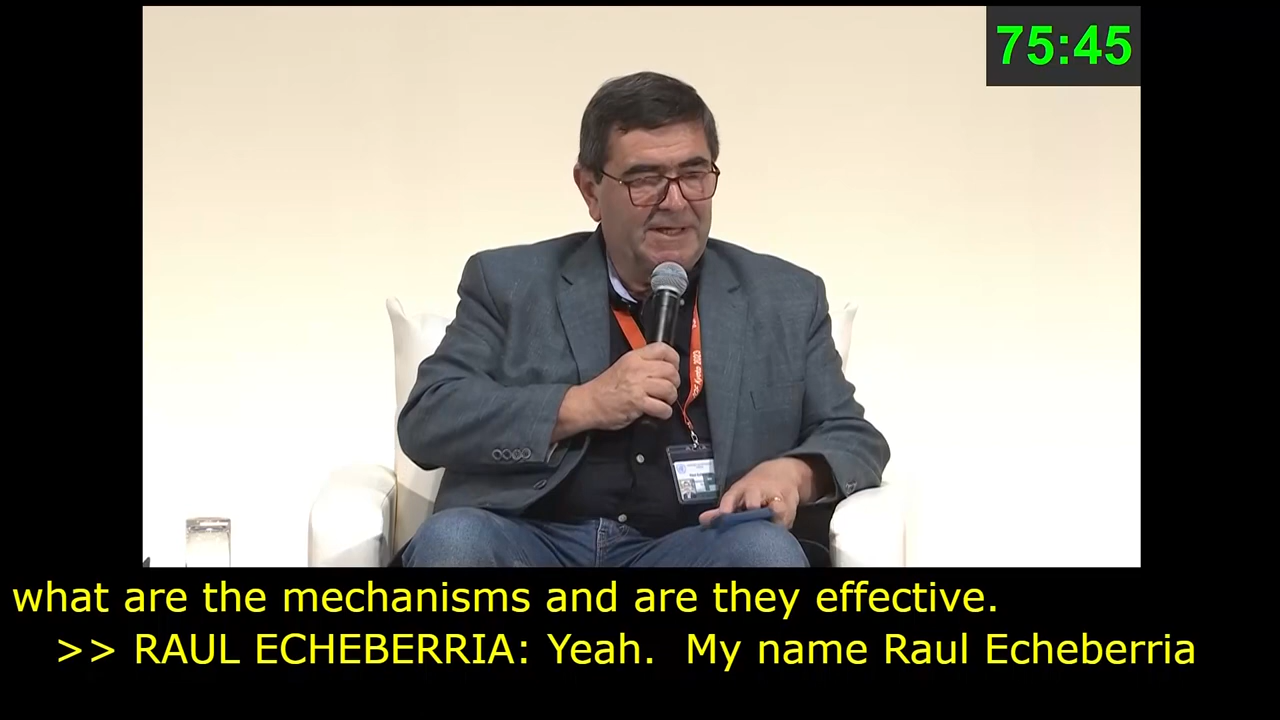 75:45
what are the mechanisms and are they effective.
>> RAUL ECHEBERRIA: Yeah.  My name Raul Echeberria